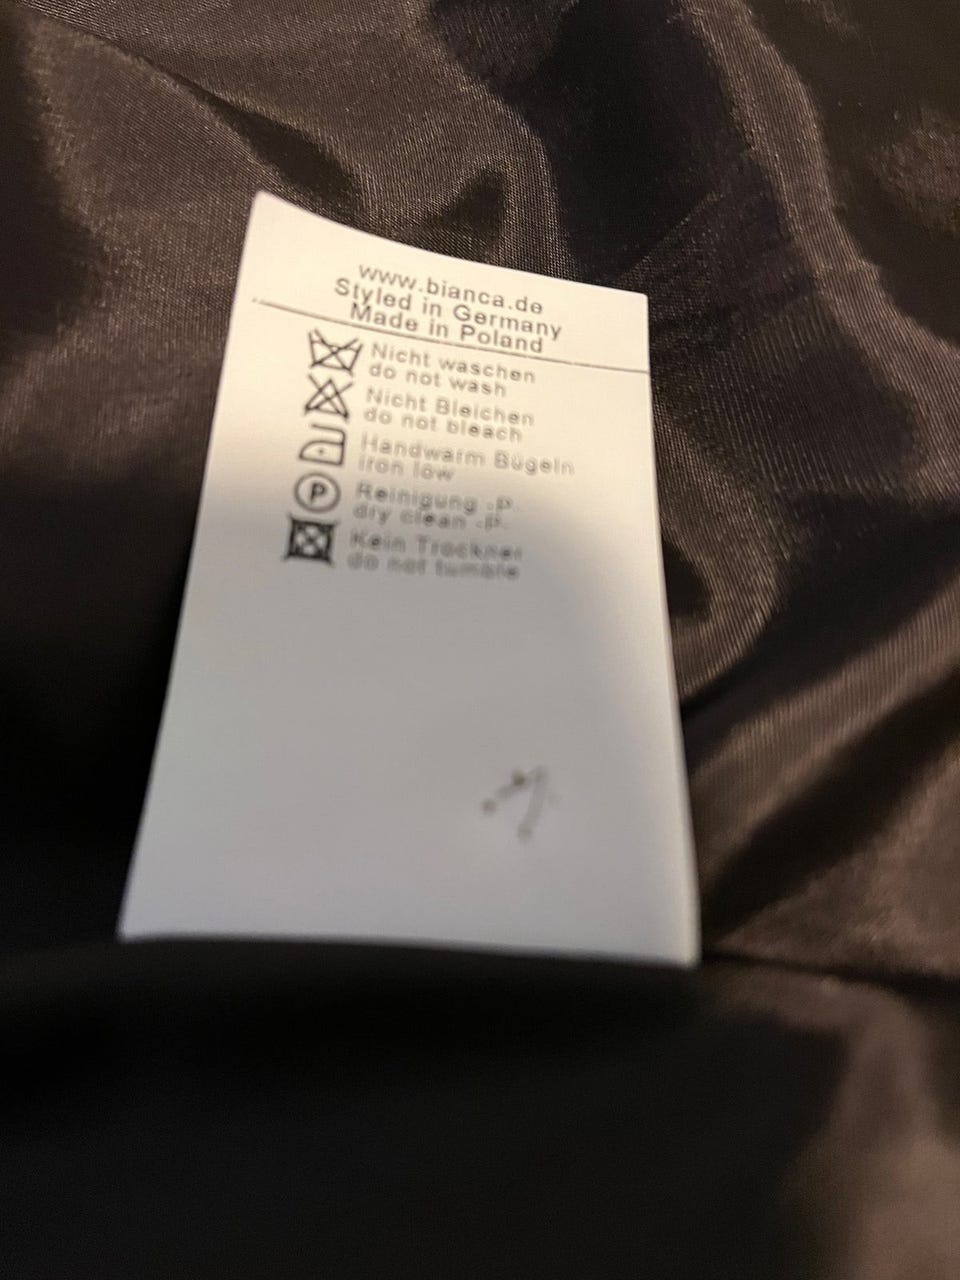 www.bianca.de
Styled in Germany
Made in Poland
Nicht waschen
do not wash
Nicht Bleichen
do not bleach
Handwarm Bügeln
iron low
P
Reinigung -P-
dry clean -P-
Kein Trockner
do not tumble